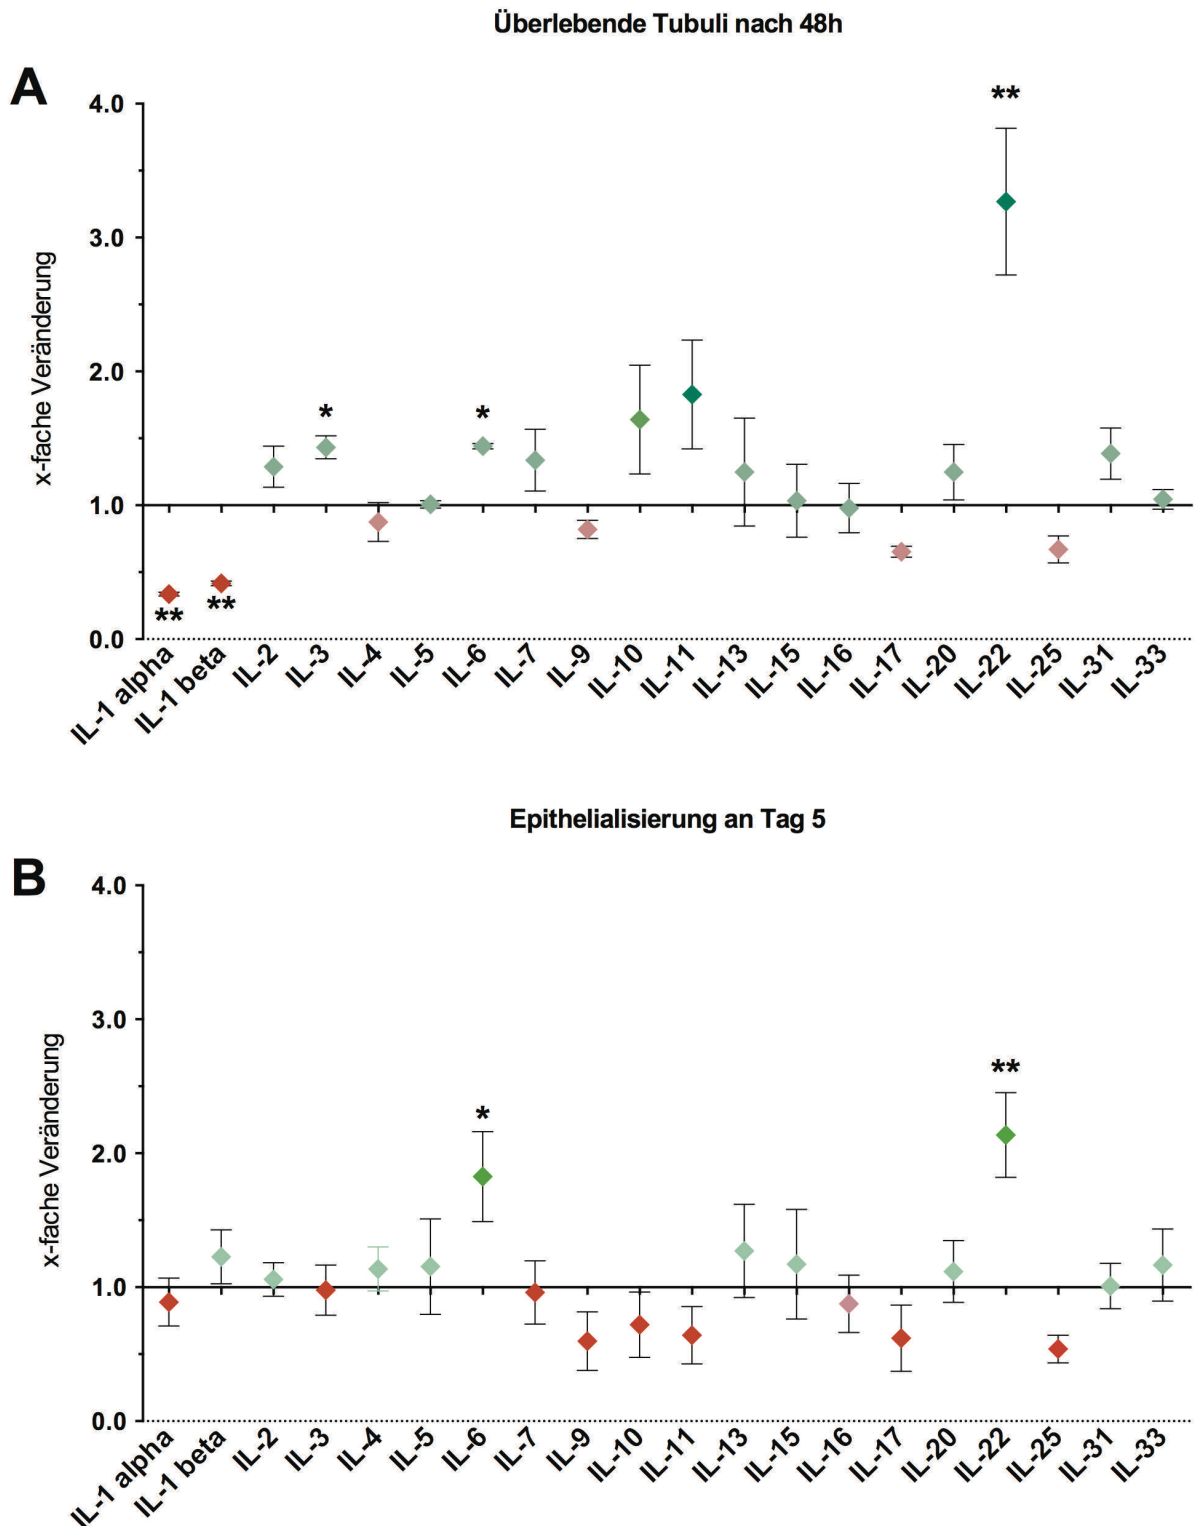 Überlebende Tubuli nach 48h
A
**
4.0
3.0
x-fache Veränderung
2.0
* *
1.0
** **
0.0
IL-1 alpha IL-1 beta IL-2 IL-3 IL-4 IL-5 IL-6 IL-7 IL-9 IL-10 IL-11 IL-13 IL-15 IL-16 IL-17 IL-20 IL-22 IL-25 IL-31 IL-33
Epithelialisierung an Tag 5
B
4.0
3.0
x-fache Veränderung
* **
2.0
1.0
0.0
IL-1 alpha IL-1 beta IL-2 IL-3 IL-4 IL-5 IL-6 IL-7 IL-9 IL-10 IL-11 IL-13 IL-15 IL-16 IL-17 IL-20 IL-22 IL-25 IL-31 IL-33